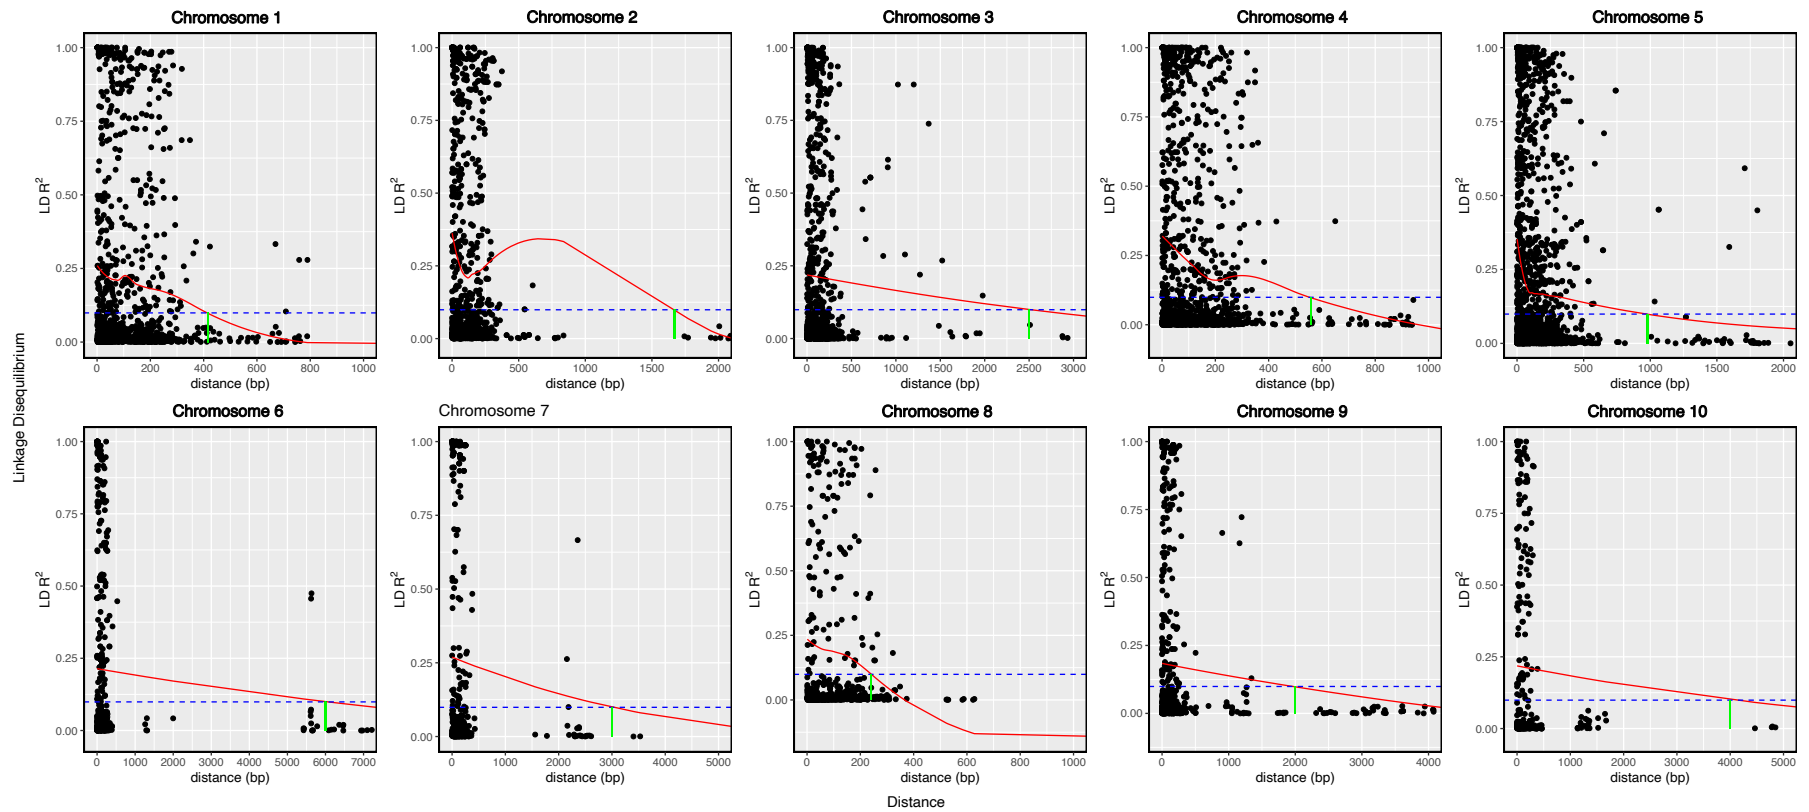 Chromosome 1
Chromosome 2
Chromosome 3
Chromosome 4
Chromosome 5
1.00
0.75
0.50
0.25
0.00
LD R²
0 200 400 600 800 1000
distance (bp)
1.00
0.75
0.50
0.25
0.00
LD R²
0 500 1000 1500 2000
distance (bp)
1.00
0.75
0.50
0.25
0.00
LD R²
0 500 1000 1500 2000 2500 3000
distance (bp)
1.00
0.75
0.50
0.25
0.00
LD R²
0 200 400 600 800 1000
distance (bp)
1.00
0.75
0.50
0.25
0.00
LD R²
0 500 1000 1500 2000
distance (bp)
Linkage Disequilibrium
Chromosome 6
Chromosome 7
Chromosome 8
Chromosome 9
Chromosome 10
1.00
0.75
0.50
0.25
0.00
LD R²
0 1000 2000 3000 4000 5000 6000 7000
distance (bp)
1.00
0.75
0.50
0.25
0.00
LD R²
0 1000 2000 3000 4000 5000
distance (bp)
1.00
0.75
0.50
0.25
0.00
LD R²
0 200 400 600 800 1000
distance (bp)
1.00
0.75
0.50
0.25
0.00
LD R²
0 1000 2000 3000 4000
distance (bp)
1.00
0.75
0.50
0.25
0.00
LD R²
0 1000 2000 3000 4000 5000
distance (bp)
Distance